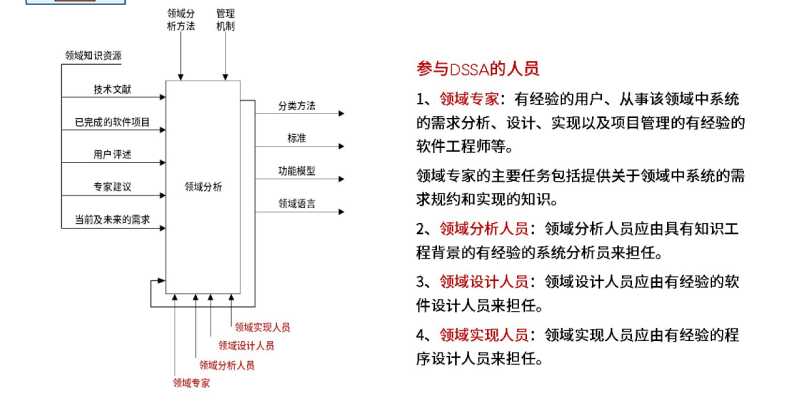 领域分
析方法
管理
机制
领域知识资源
技术文献
已完成的软件项目
用户评述
专家建议
当前及未来的需求
领域分析
分类方法
标准
功能模型
领域语言
领域实现人员
领域设计人员
领域分析人员
领域专家
参与DSSA的人员
1、领域专家：有经验的用户、从事该领域中系统
的需求分析、设计、实现以及项目管理的有经验的
软件工程师等。
领域专家的主要任务包括提供关于领域中系统的需
求规约和实现的知识。
2、领域分析人员：领域分析人员应由具有知识工
程背景的有经验的系统分析员来担任。
3、领域设计人员：领域设计人员应由有经验的软
件设计人员来担任。
4、领域实现人员：领域实现人员应由有经验的程
序设计人员来担任。